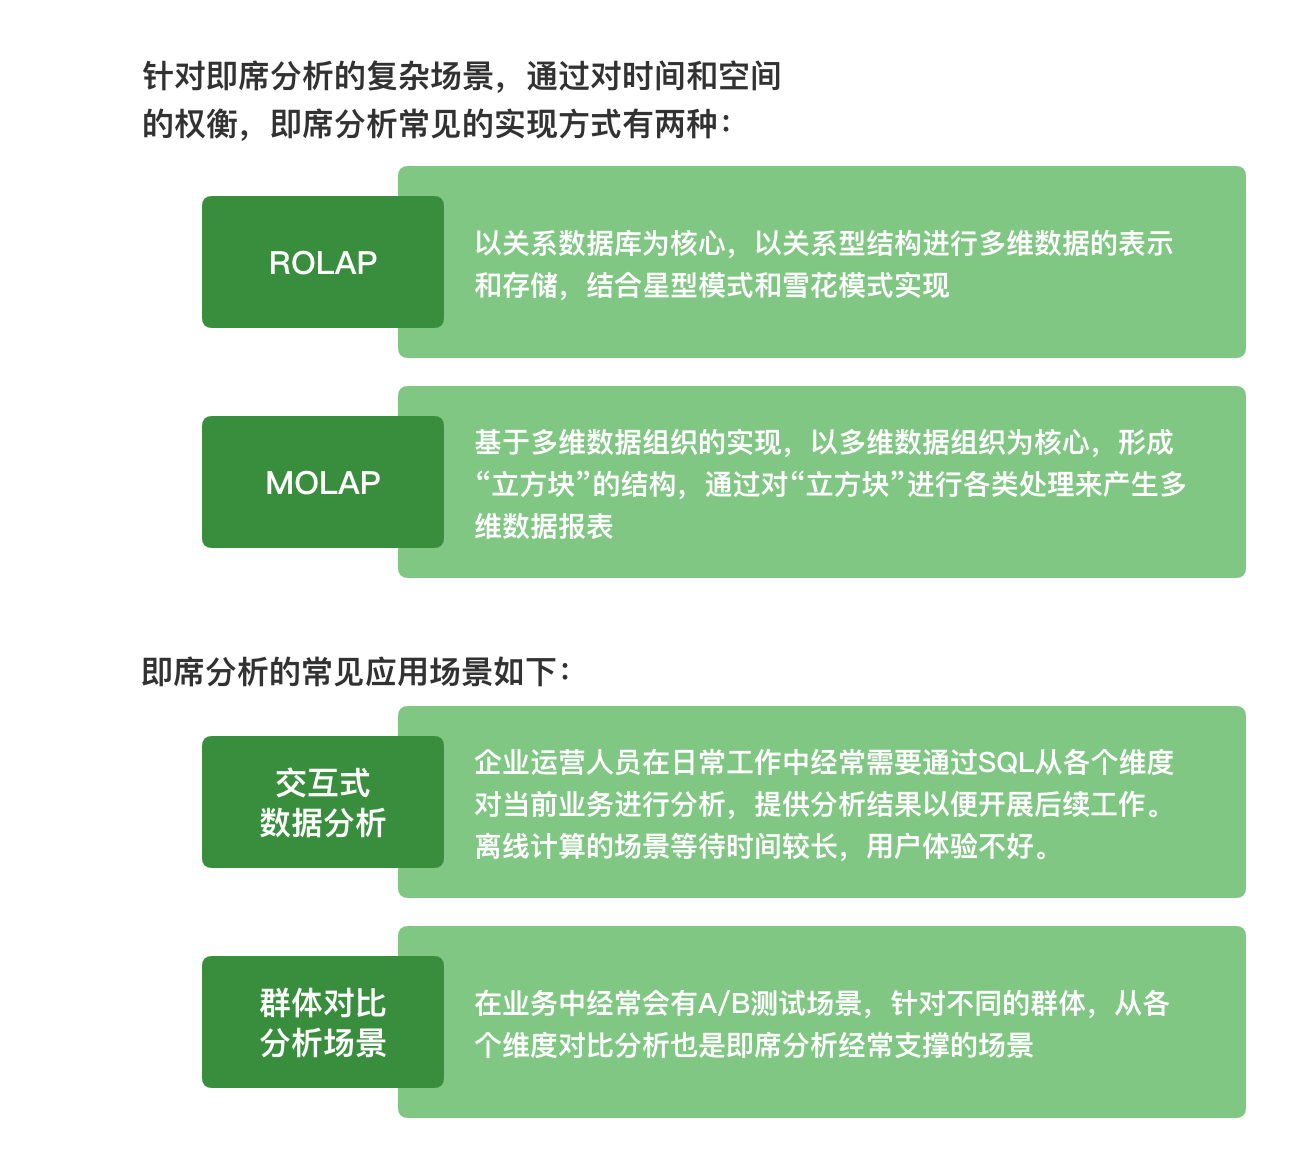 针对即席分析的复杂场景，通过对时间和空间
的权衡，即席分析常见的实现方式有两种：
ROLAP
以关系数据库为核心，以关系型结构进行多维数据的表示
和存储，结合星型模式和雪花模式实现
MOLAP
基于多维数据组织的实现，以多维数据组织为核心，形成
“立方块”的结构，通过对“立方块”进行各类处理来产生多
维数据报表
即席分析的常见应用场景如下：
交互式
数据分析
企业运营人员在日常工作中经常需要通过SQL从各个维度
对当前业务进行分析，提供分析结果以便开展后续工作。
离线计算的场景等待时间较长，用户体验不好。
群体对比
分析场景
在业务中经常会有A/B测试场景，针对不同的群体，从各
个维度对比分析也是即席分析经常支撑的场景